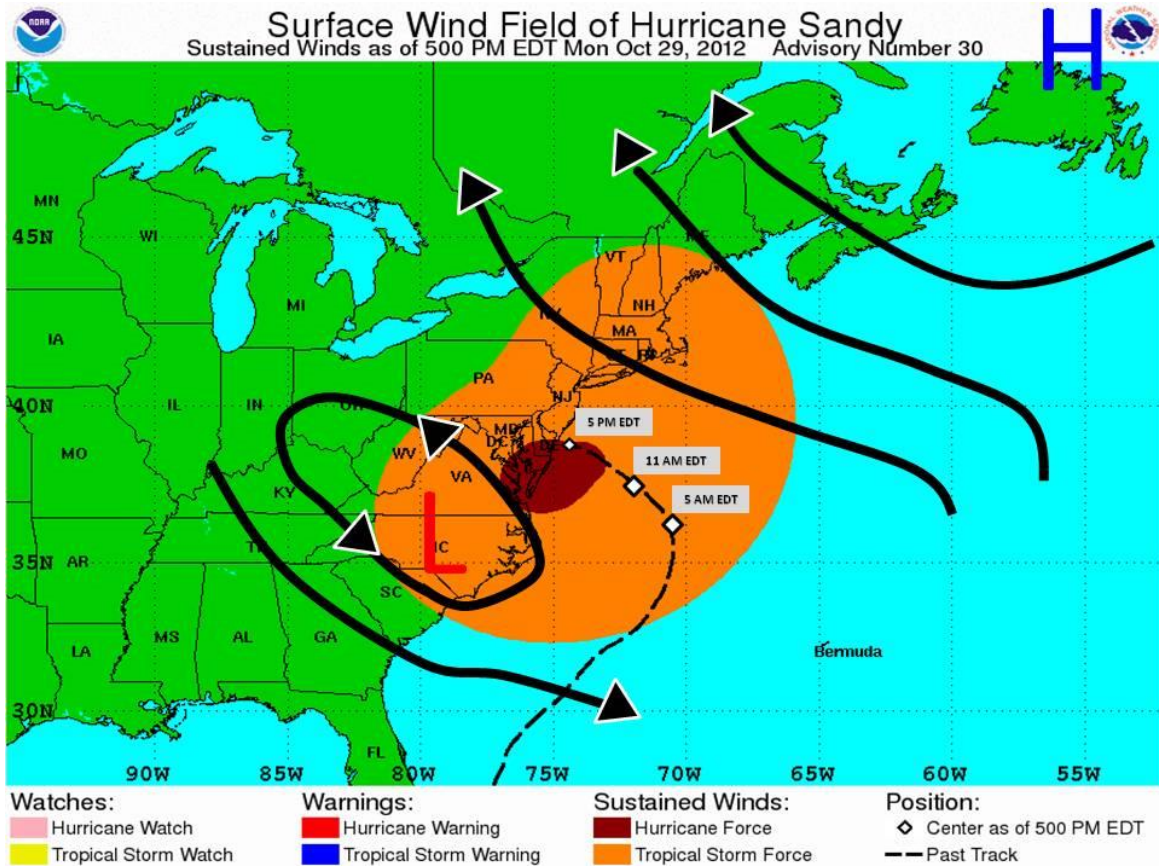 Surface Wind Field of Hurricane Sandy
Sustained Winds as of 500 PM EDT Mon Oct 29, 2012 Advisory Number 30
NOAA
H
MN
WI
45N
VT
ME
MI
NH
IA
NY
MA
CT RI
PA
IL
IN
OH
NJ
40N
5 PM EDT
MD
DC
DE
MO
WV
VA
11 AM EDT
KY
5 AM EDT
L
TN
NC
AR
35N
SC
MS
AL
GA
LA
Bermuda
30N
FL
90W 85W 80W 75W 70W 65W 60W 55W
Watches: Warnings: Sustained Winds: Position:
Hurricane Watch Hurricane Warning Hurricane Force Center as of 500 PM EDT
Tropical Storm Watch Tropical Storm Warning Tropical Storm Force Past Track